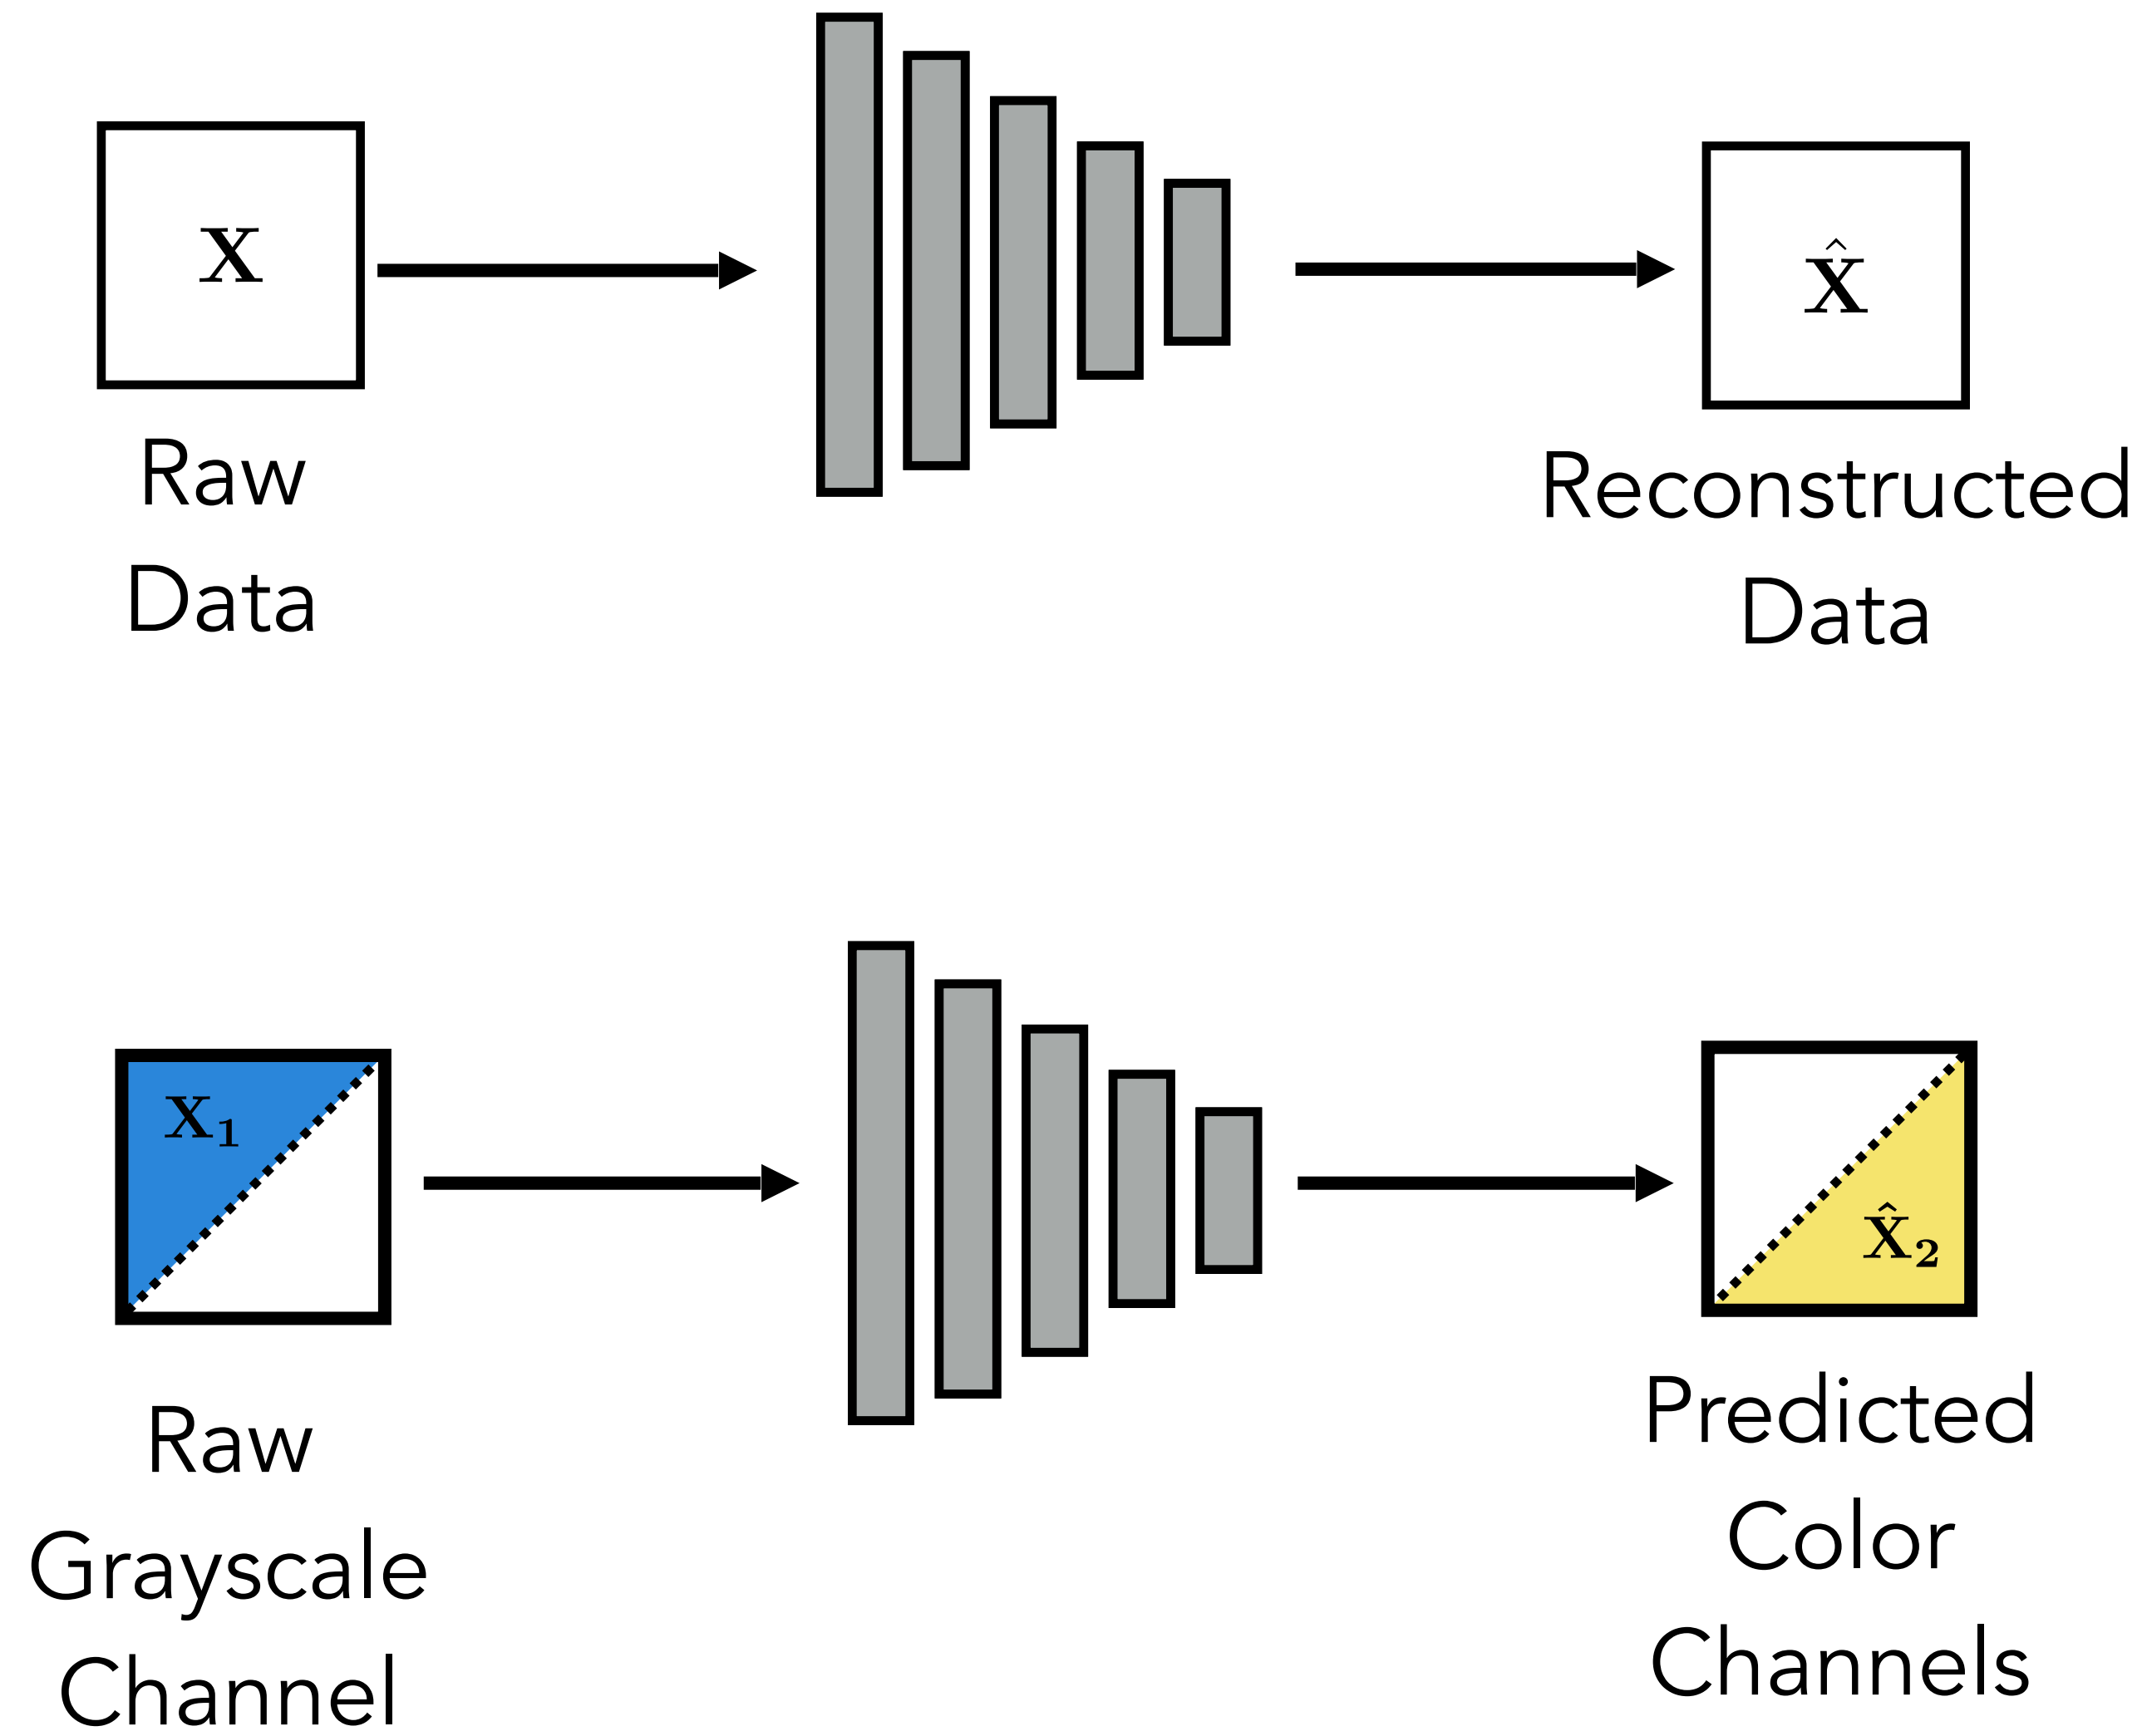 x
x̂
Raw
Data
Reconstructed
Data
x₁
x̂₂
Raw
Grayscale
Channel
Predicted
Color
Channels